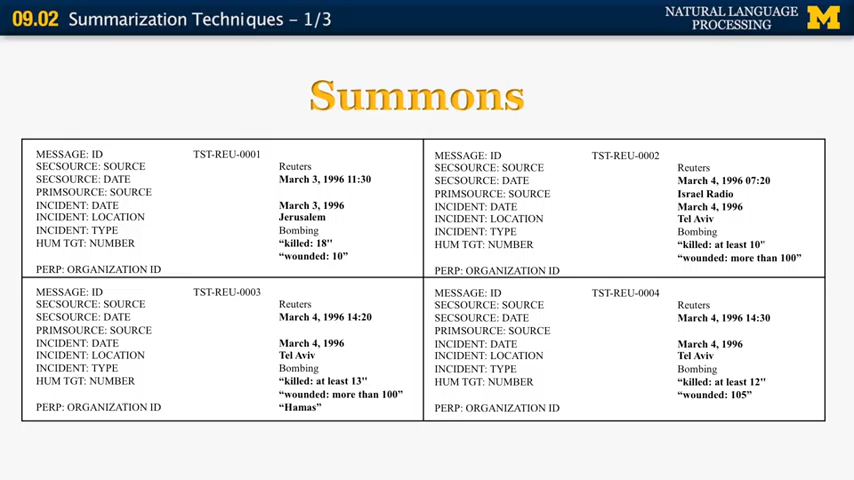 09.02 Summarization Techniques – 1/3
NATURAL LANGUAGE
PROCESSING
M
Summons
MESSAGE: ID TST-REU-0001
SECSOURCE: SOURCE Reuters
SECSOURCE: DATE March 3, 1996 11:30
PRIMSOURCE: SOURCE
INCIDENT: DATE March 3, 1996
INCIDENT: LOCATION Jerusalem
INCIDENT: TYPE Bombing
HUM TGT: NUMBER “killed: 18"
“wounded: 10”
PERP: ORGANIZATION ID
MESSAGE: ID TST-REU-0002
SECSOURCE: SOURCE Reuters
SECSOURCE: DATE March 4, 1996 07:20
PRIMSOURCE: SOURCE Israel Radio
INCIDENT: DATE March 4, 1996
INCIDENT: LOCATION Tel Aviv
INCIDENT: TYPE Bombing
HUM TGT: NUMBER “killed: at least 10"
“wounded: more than 100”
PERP: ORGANIZATION ID
MESSAGE: ID TST-REU-0003
SECSOURCE: SOURCE Reuters
SECSOURCE: DATE March 4, 1996 14:20
PRIMSOURCE: SOURCE
INCIDENT: DATE March 4, 1996
INCIDENT: LOCATION Tel Aviv
INCIDENT: TYPE Bombing
HUM TGT: NUMBER “killed: at least 13"
“wounded: more than 100”
PERP: ORGANIZATION ID “Hamas”
MESSAGE: ID TST-REU-0004
SECSOURCE: SOURCE Reuters
SECSOURCE: DATE March 4, 1996 14:30
PRIMSOURCE: SOURCE
INCIDENT: DATE March 4, 1996
INCIDENT: LOCATION Tel Aviv
INCIDENT: TYPE Bombing
HUM TGT: NUMBER “killed: at least 12"
“wounded: 105”
PERP: ORGANIZATION ID